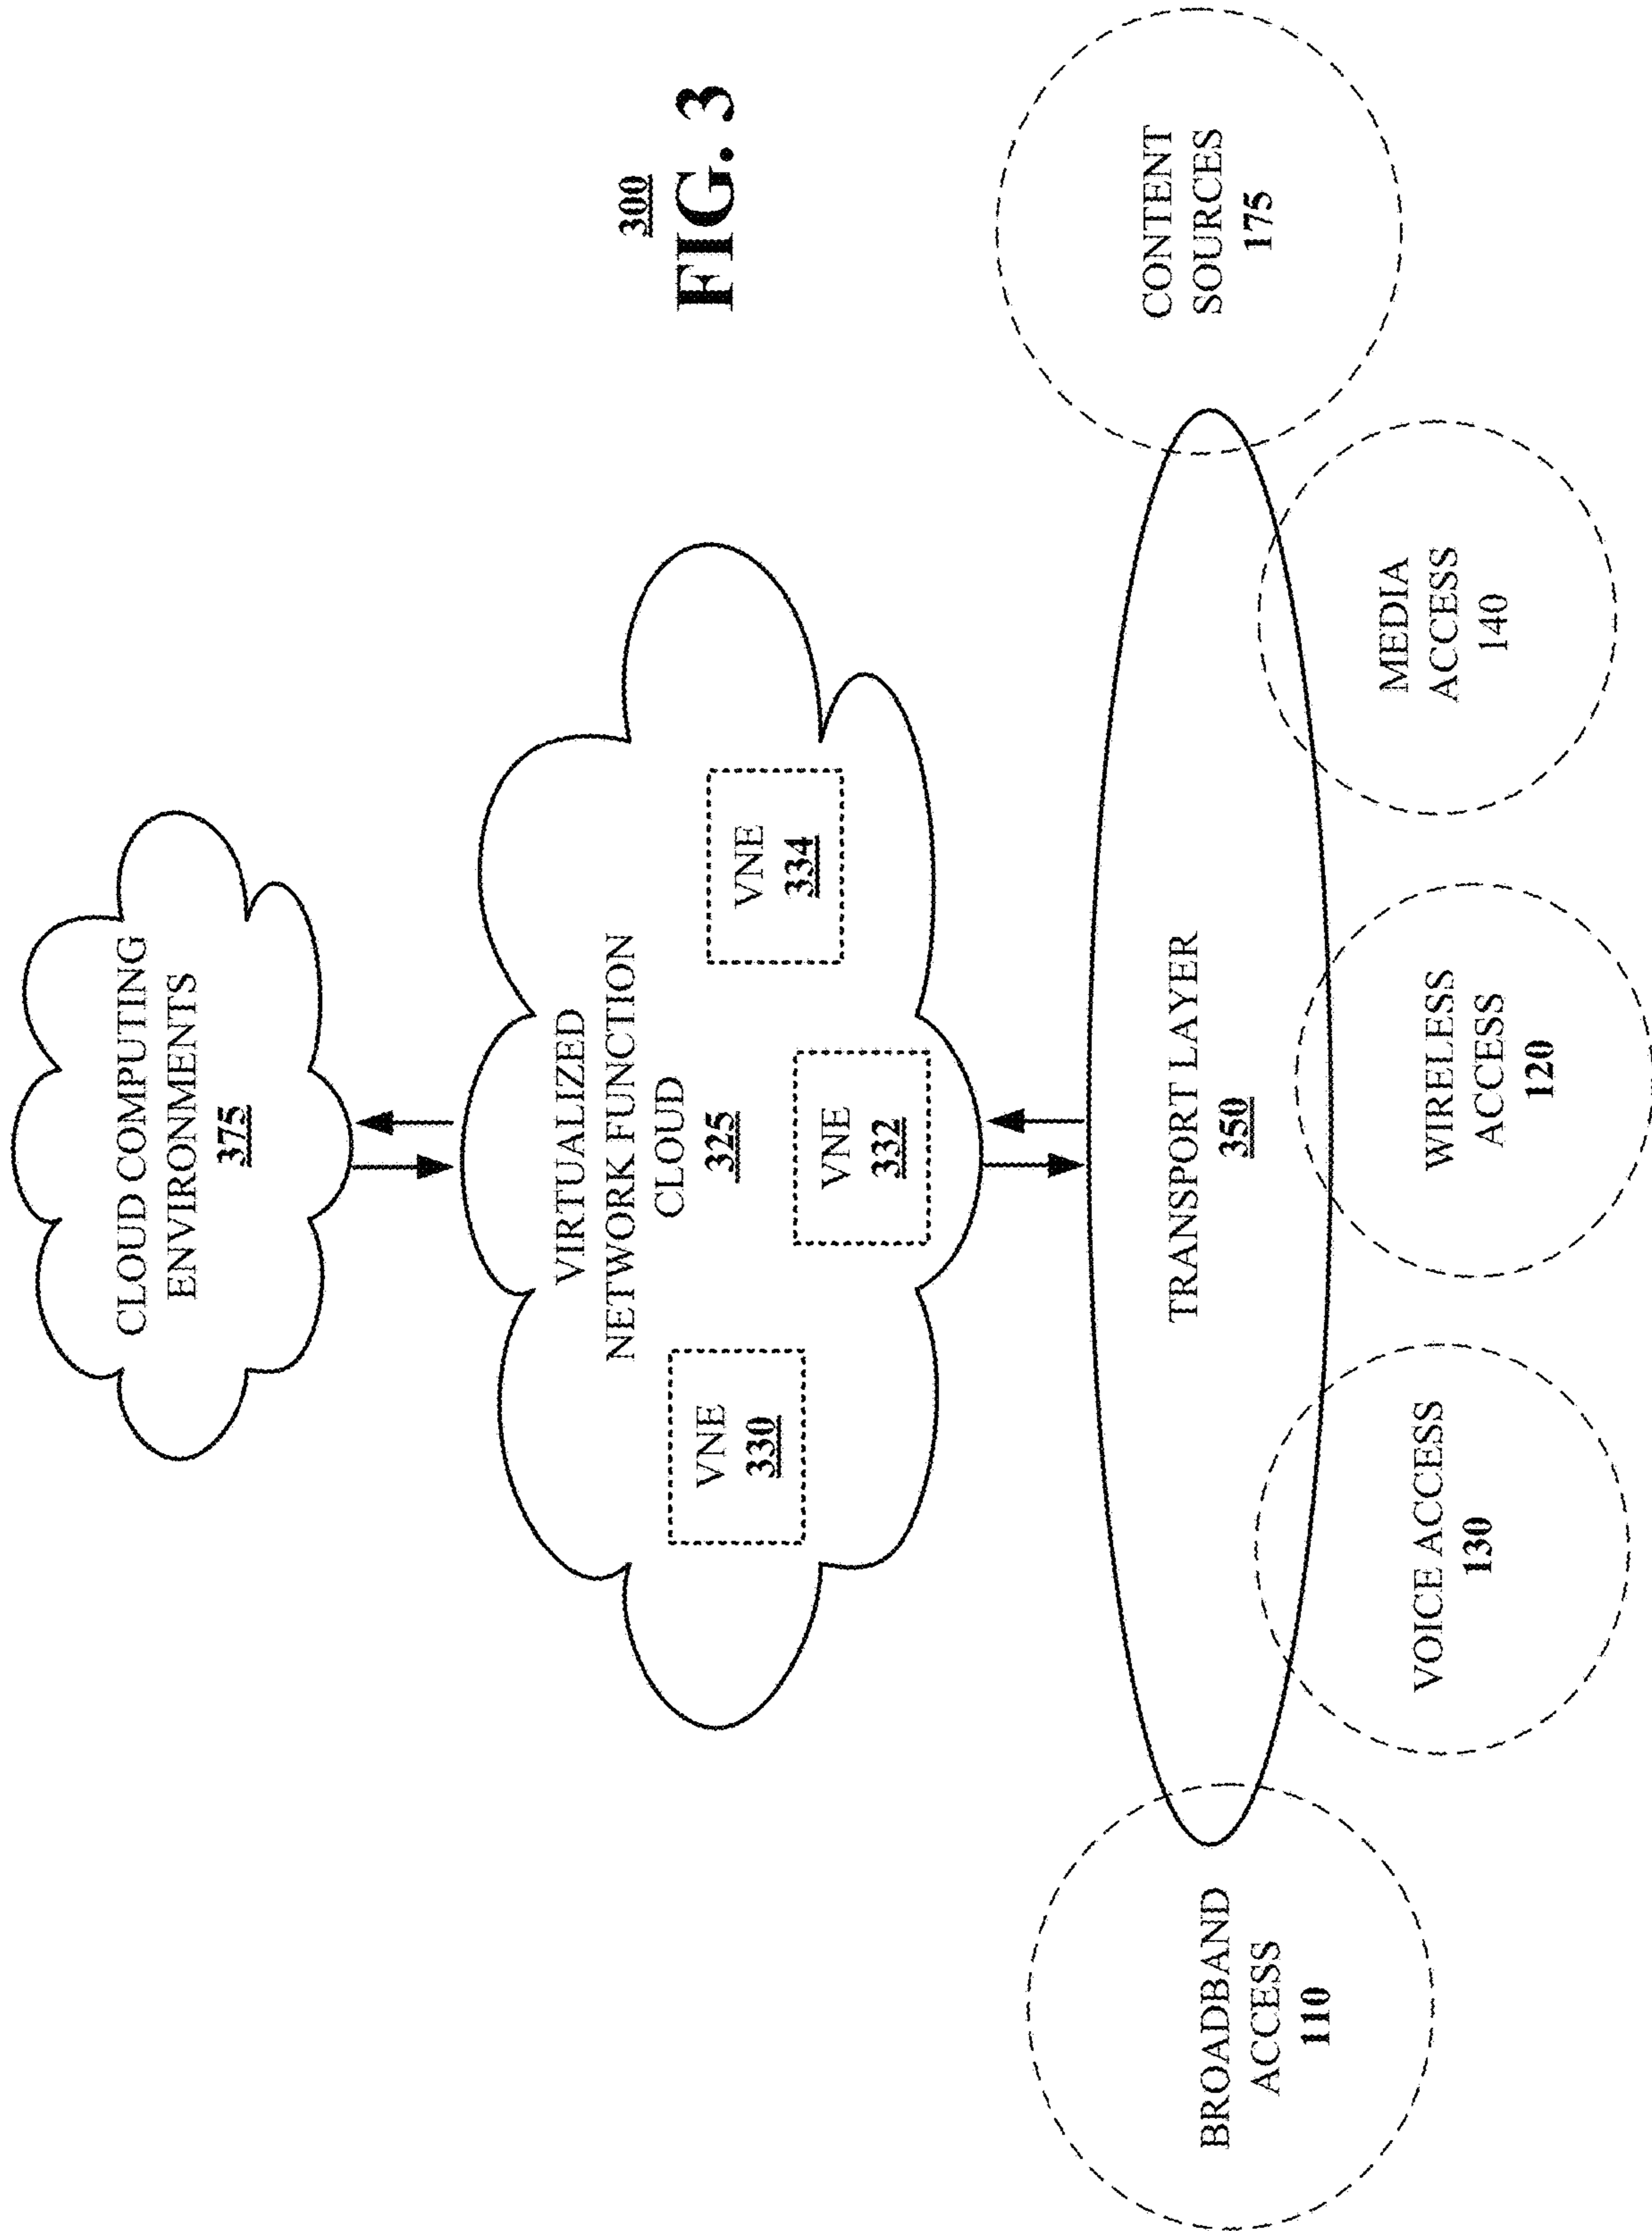 CLOUD COMPUTING
ENVIRONMENTS
375
VIRTUALIZED
NETWORK FUNCTION
CLOUD
325
VNE
330
VNE
332
VNE
334
300
FIG. 3
TRANSPORT LAYER
350
BROADBAND
ACCESS
110
VOICE ACCESS
130
WIRELESS
ACCESS
120
MEDIA
ACCESS
140
CONTENT
SOURCES
175